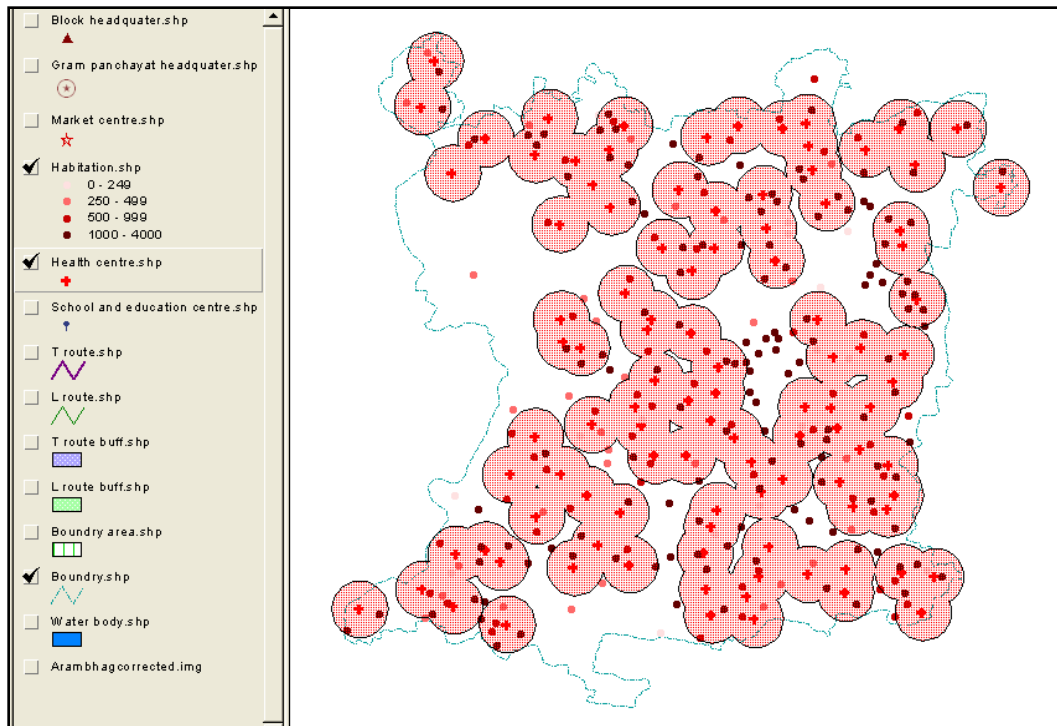 Block headquater.shp
Gram panchayat headquater.shp
Market centre.shp
Habitation.shp
0 - 249
250 - 499
500 - 999
1000 - 4000
Health centre.shp
School and education centre.shp
T route.shp
L route.shp
T route buff.shp
L route buff.shp
Boundry area.shp
Boundry.shp
Water body.shp
Arambhagcorrected.img